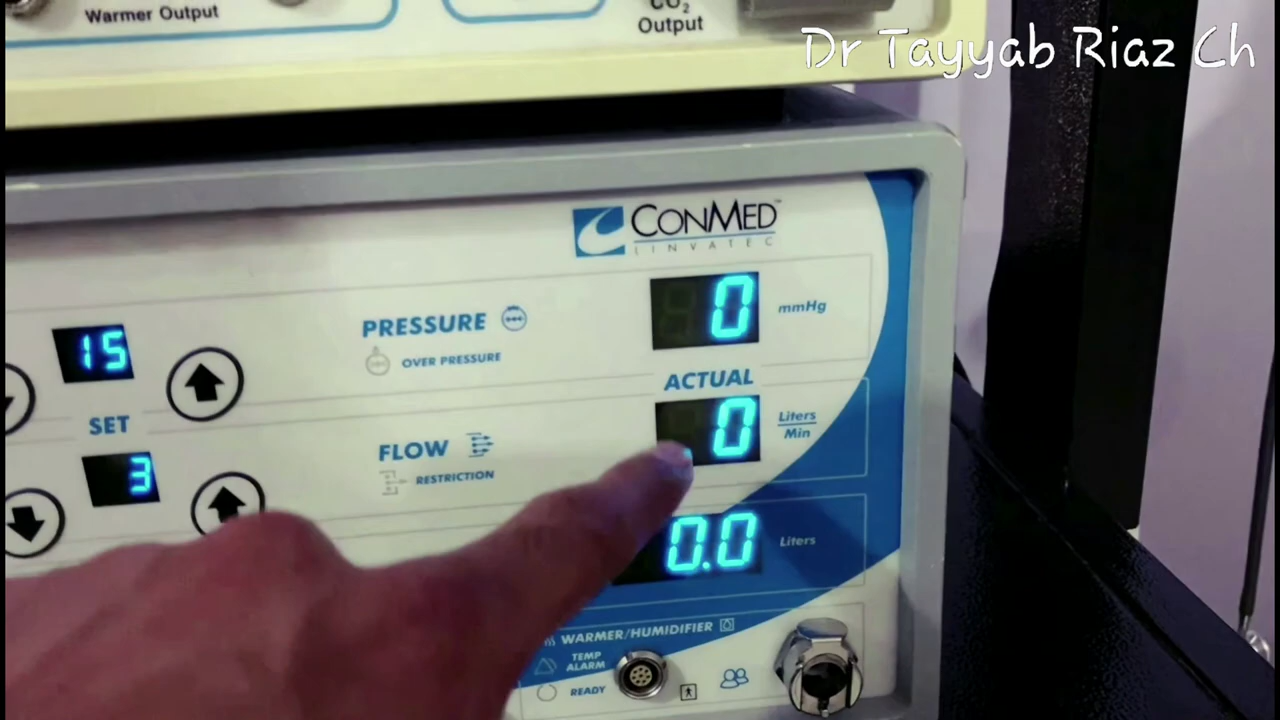 Warmer Output
CO₂
Output
Dr Tayyab Riaz Ch
CONMED™
LINVATEC
0
mmHg
PRESSURE
OVER PRESSURE
15
SET
ACTUAL
0
Liters
Min
FLOW
RESTRICTION
3
0.0
Liters
WARMER/HUMIDIFIER
TEMP
ALARM
READY